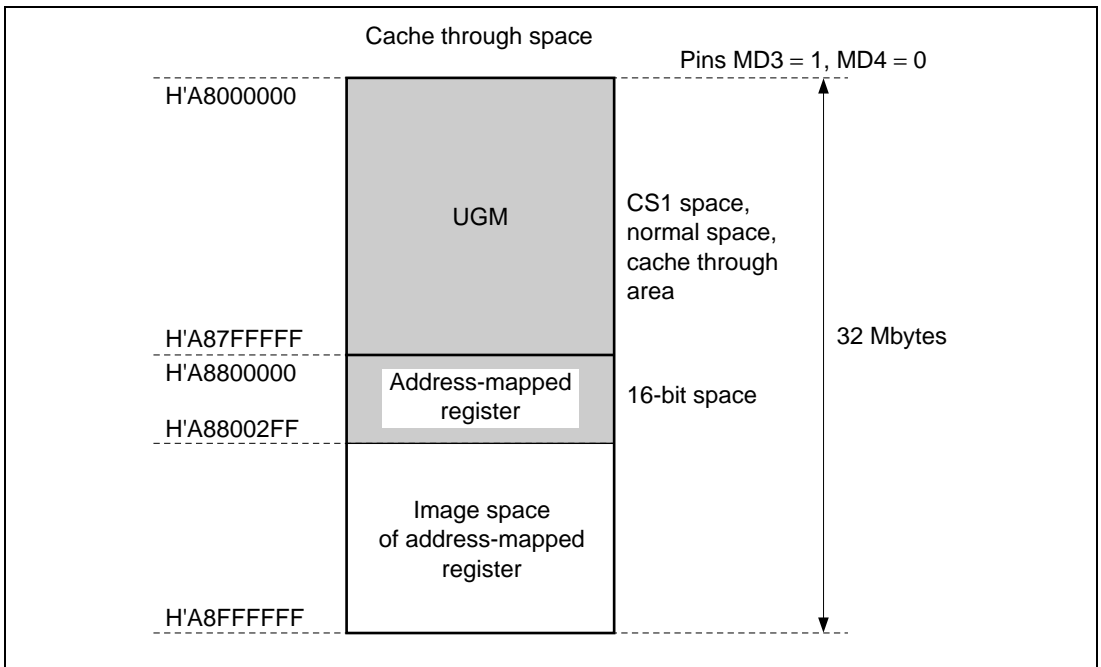 Cache through space
Pins MD3 = 1, MD4 = 0
H'A8000000
UGM
CS1 space,
normal space,
cache through
area
H'A87FFFFF
32 Mbytes
H'A8800000
Address-mapped
register
16-bit space
H'A88002FF
Image space
of address-mapped
register
H'A8FFFFFF